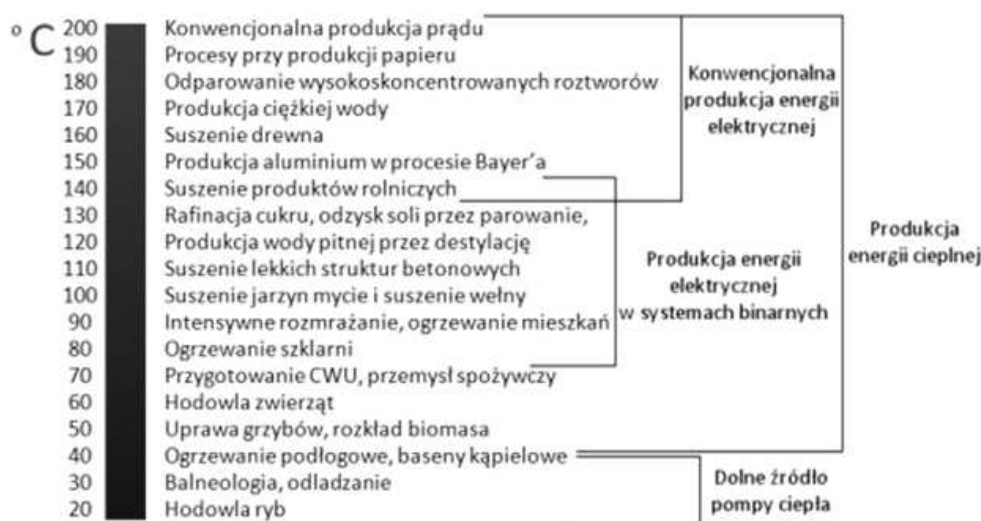 ° C
200 Konwencjonalna produkcja prądu
190 Procesy przy produkcji papieru
180 Odparowanie wysokoskoncentrowanych roztworów
170 Produkcja ciężkiej wody
160 Suszenie drewna
150 Produkcja aluminium w procesie Bayer'a
140 Suszenie produktów rolniczych
130 Rafinacja cukru, odzysk soli przez parowanie,
120 Produkcja wody pitnej przez destylację
110 Suszenie lekkich struktur betonowych
100 Suszenie jarzyn mycie i suszenie wełny
90 Intensywne rozmrażanie, ogrzewanie mieszkań
80 Ogrzewanie szklarni
70 Przygotowanie CWU, przemysł spożywczy
60 Hodowla zwierząt
50 Uprawa grzybów, rozkład biomasa
40 Ogrzewanie podłogowe, baseny kąpielowe
30 Balneologia, odladzanie
20 Hodowla ryb
Konwencjonalna
produkcja energii
elektrycznej
Produkcja energii
elektrycznej
w systemach binarnych
Produkcja
energii cieplnej
Dolne źródło
pompy ciepła